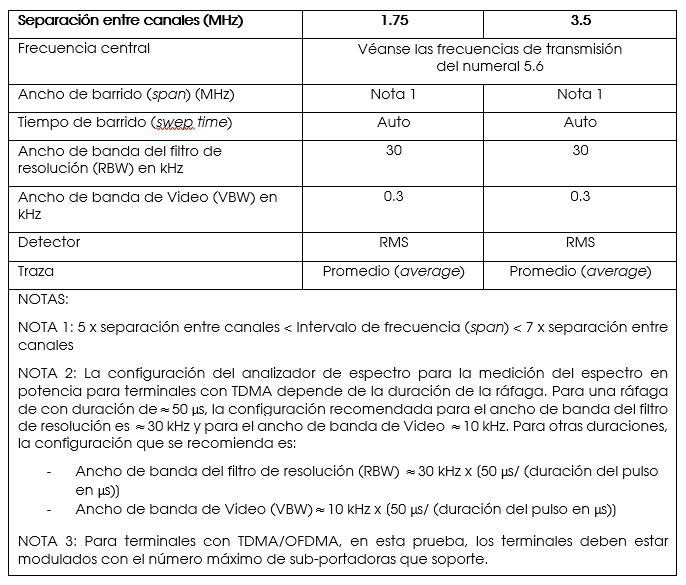 Separación entre canales (MHz) 1.75 3.5
Frecuencia central Véanse las frecuencias de transmisión
del numeral 5.6
Ancho de barrido (span) (MHz) Nota 1 Nota 1
Tiempo de barrido (swep time) Auto Auto
Ancho de banda del filtro de 30 30
resolución (RBW) en kHz
Ancho de banda de Video (VBW) en 0.3 0.3
kHz
Detector RMS RMS
Traza Promedio (average) Promedio (average)
NOTAS:
NOTA 1: 5 x separación entre canales < Intervalo de frecuencia (span) < 7 x separación entre
canales
NOTA 2: La configuración del analizador de espectro para la medición del espectro en
potencia para terminales con TDMA depende de la duración de la ráfaga. Para una ráfaga
de con duración de ≈ 50 µs, la configuración recomendada para el ancho de banda del filtro
de resolución es ≈ 30 kHz y para el ancho de banda de Video ≈ 10 kHz. Para otras duraciones,
la configuración que se recomienda es:
- Ancho de banda del filtro de resolución (RBW) ≈ 30 kHz x [50 µs/ (duración del pulso
en µs)]
- Ancho de banda de Video (VBW) ≈ 10 kHz x [50 µs/ (duración del pulso en µs)]
NOTA 3: Para terminales con TDMA/OFDMA, en esta prueba, los terminales deben estar
modulados con el número máximo de sub-portadoras que soporte.